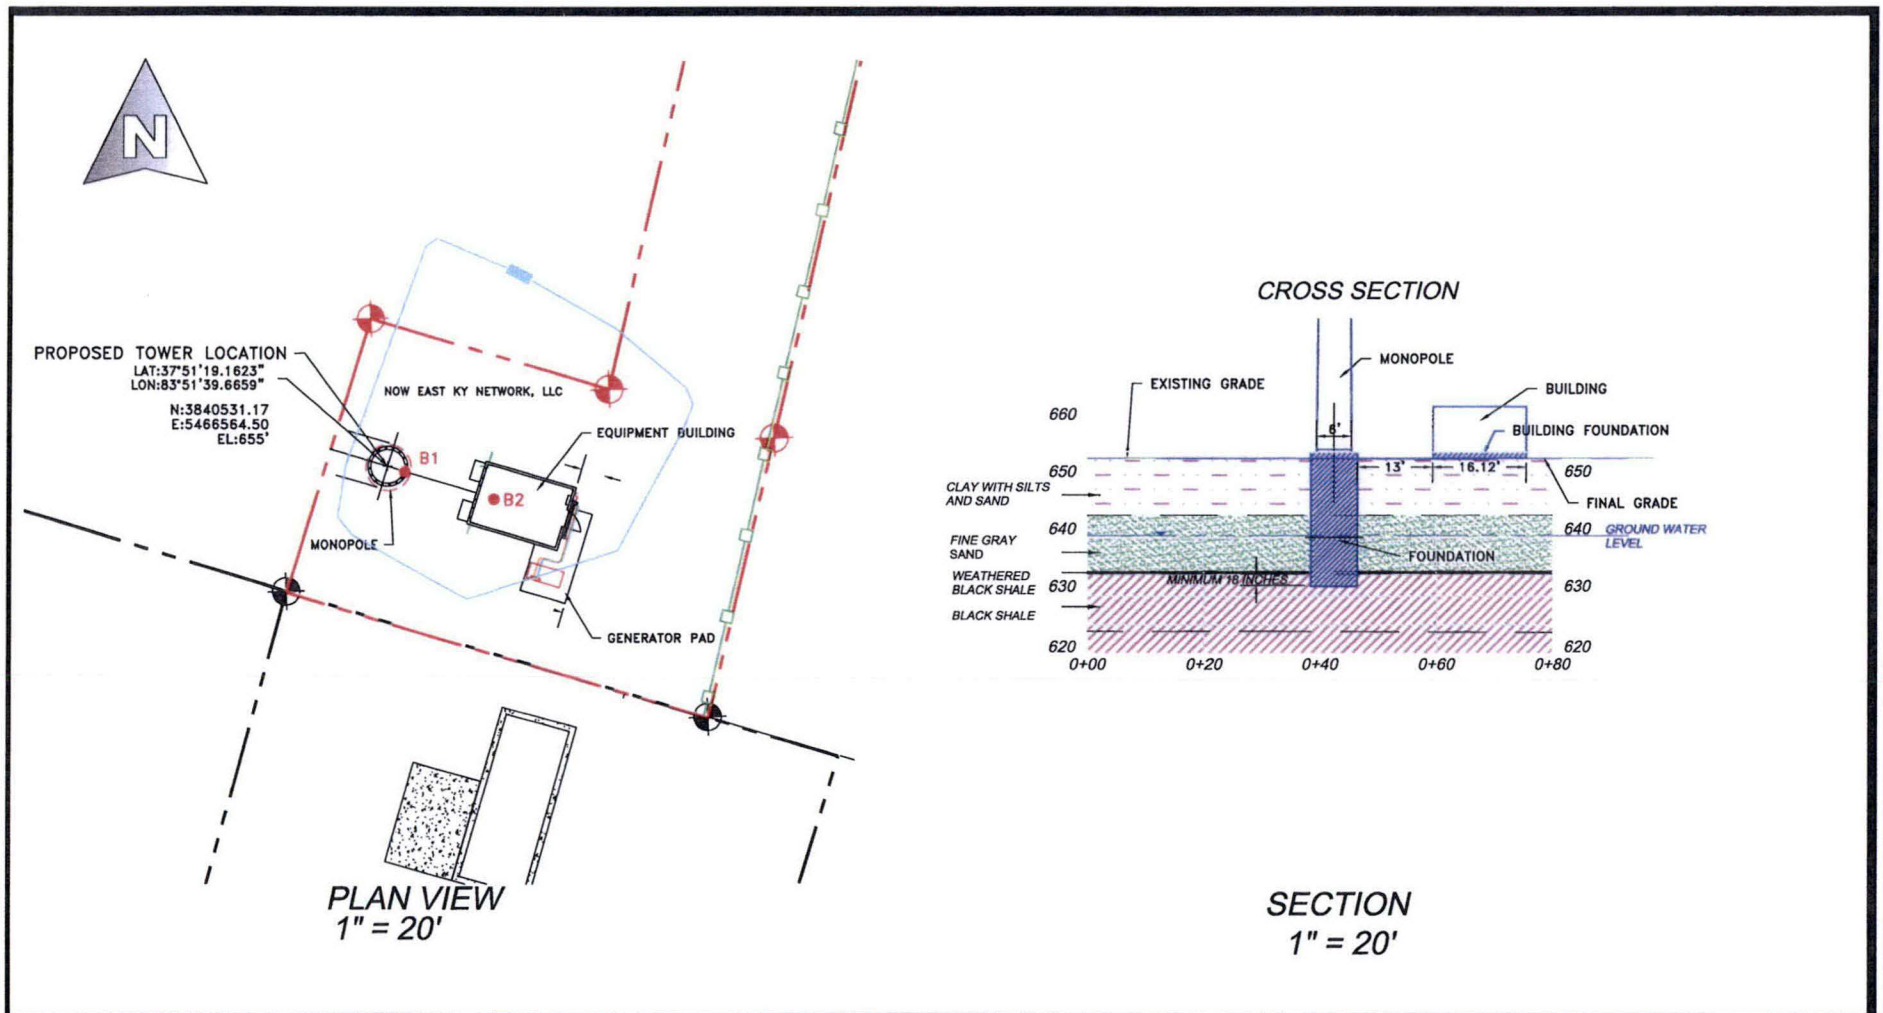 N
PROPOSED TOWER LOCATION
LAT:37°51'19.1623"
LON:83°51'39.6659"
N:3840531.17
E:5466564.50
EL:655'
NOW EAST KY NETWORK, LLC
EQUIPMENT BUILDING
B1
B2
MONOPOLE
GENERATOR PAD
PLAN VIEW
1" = 20'
CROSS SECTION
MONOPOLE
EXISTING GRADE
BUILDING
660
6'
BUILDING FOUNDATION
650
13'
16.12'
650
CLAY WITH SILTS
AND SAND
FINAL GRADE
640
640
GROUND WATER
LEVEL
FINE GRAY
SAND
FOUNDATION
WEATHERED
BLACK SHALE
630
MINIMUM 18 INCHES
630
BLACK SHALE
620
620
0+00
0+20
0+40
0+60
0+80
SECTION
1" = 20'